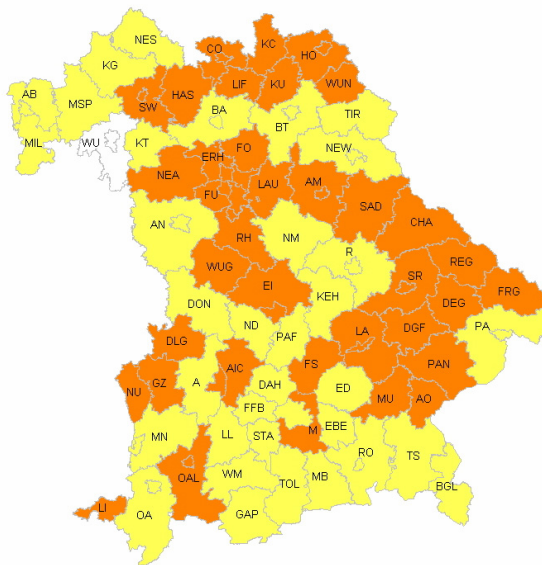 NES
CO
KC
HO
KG
LIF
KU
WUN
AB
MSP
SW
HAS
BA
BT
TIR
MIL
WU
KT
NEW
ERH
FO
NEA
LAU
AM
FU
SAD
AN
RH
NM
CHA
R
WUG
EI
SR
REG
DON
KEH
DEG
FRG
ND
PAF
LA
DGF
PA
DLG
AIC
FS
PAN
NU
GZ
A
DAH
ED
MU
AO
FFB
MN
LL
STA
M
EBE
RO
TS
OAL
WM
TOL
MB
BGL
LI
OA
GAP